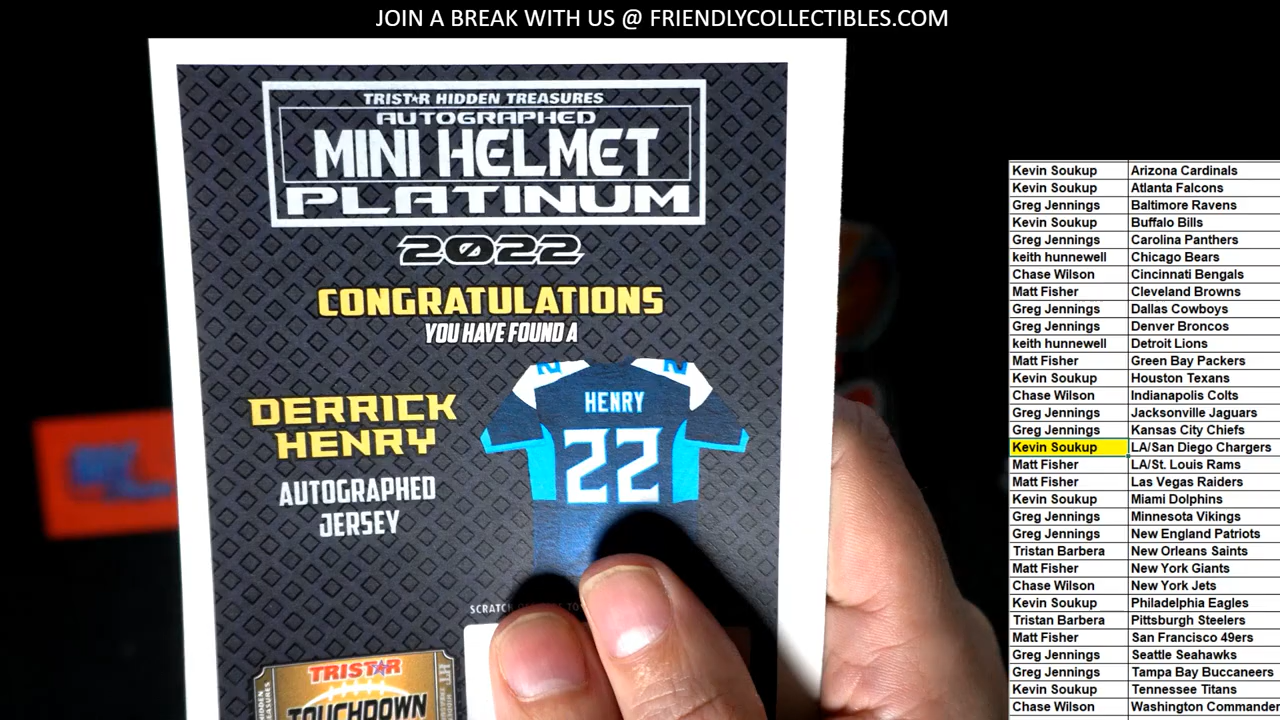 JOIN A BREAK WITH US @ FRIENDLYCOLLECTIBLES.COM
TRISTAR HIDDEN TREASURES
AUTOGRAPHED
MINI HELMET
PLATINUM
2022
CONGRATULATIONS
YOU HAVE FOUND A
DERRICK
HENRY
AUTOGRAPHED
JERSEY
22
22
HENRY
22
SCRATCH
TO
TRISTAR
TOUCHDOWN
HIDDEN
TREASURES
Kevin Soukup Arizona Cardinals
Kevin Soukup Atlanta Falcons
Greg Jennings Baltimore Ravens
Kevin Soukup Buffalo Bills
Greg Jennings Carolina Panthers
keith hunnewell Chicago Bears
Chase Wilson Cincinnati Bengals
Matt Fisher Cleveland Browns
Greg Jennings Dallas Cowboys
Greg Jennings Denver Broncos
keith hunnewell Detroit Lions
Matt Fisher Green Bay Packers
Kevin Soukup Houston Texans
Chase Wilson Indianapolis Colts
Greg Jennings Jacksonville Jaguars
Greg Jennings Kansas City Chiefs
Kevin Soukup LA/San Diego Chargers
Matt Fisher LA/St. Louis Rams
Matt Fisher Las Vegas Raiders
Kevin Soukup Miami Dolphins
Greg Jennings Minnesota Vikings
Greg Jennings New England Patriots
Tristan Barbera New Orleans Saints
Matt Fisher New York Giants
Chase Wilson New York Jets
Kevin Soukup Philadelphia Eagles
Tristan Barbera Pittsburgh Steelers
Matt Fisher San Francisco 49ers
Greg Jennings Seattle Seahawks
Greg Jennings Tampa Bay Buccaneers
Kevin Soukup Tennessee Titans
Chase Wilson Washington Commander